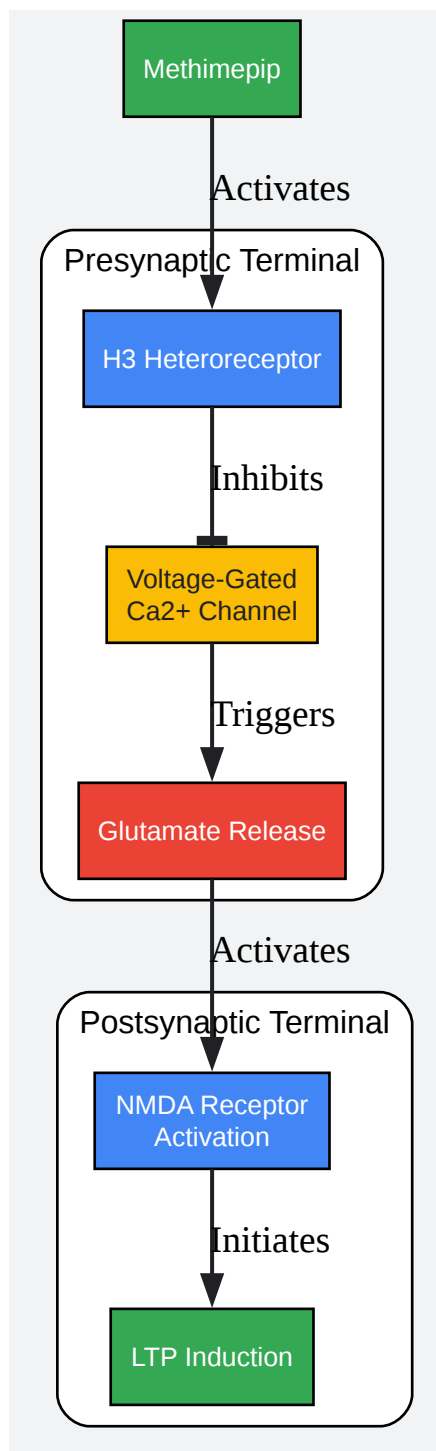 Methimepip
Activates
Presynaptic Terminal
H3 Heteroreceptor
Inhibits
Voltage-Gated
Ca2+ Channel
Triggers
Glutamate Release
Activates
Postsynaptic Terminal
NMDA Receptor
Activation
Initiates
LTP Induction